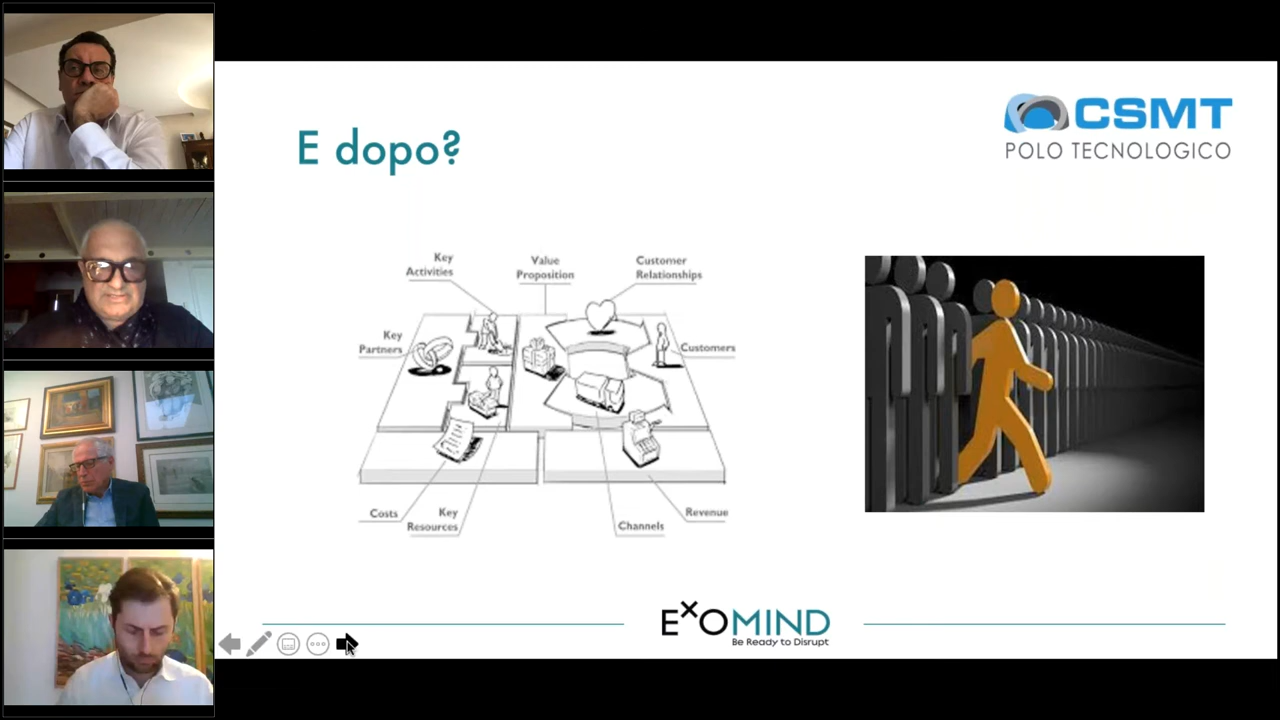 E dopo?
CSMT
POLO TECNOLOGICO
Key
Activities
Value
Proposition
Customer
Relationships
Key
Partners
Customers
Costs
Key
Resources
Channels
Revenue
EXOMIND
Be Ready to Disrupt